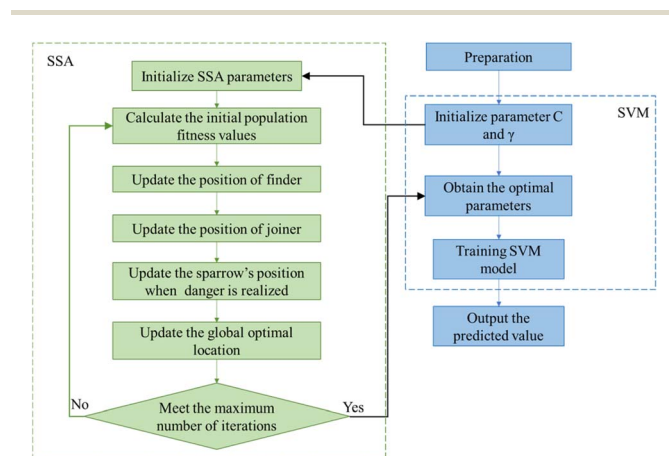 SSA
Initialize SSA parameters
Calculate the initial population
fitness values
Update the position of finder
Update the position of joiner
Update the sparrow's position
when danger is realized
Update the global optimal
location
Meet the maximum
number of iterations
No
Yes
Preparation
SVM
Initialize parameter C
and γ
Obtain the optimal
parameters
Training SVM
model
Output the
predicted value